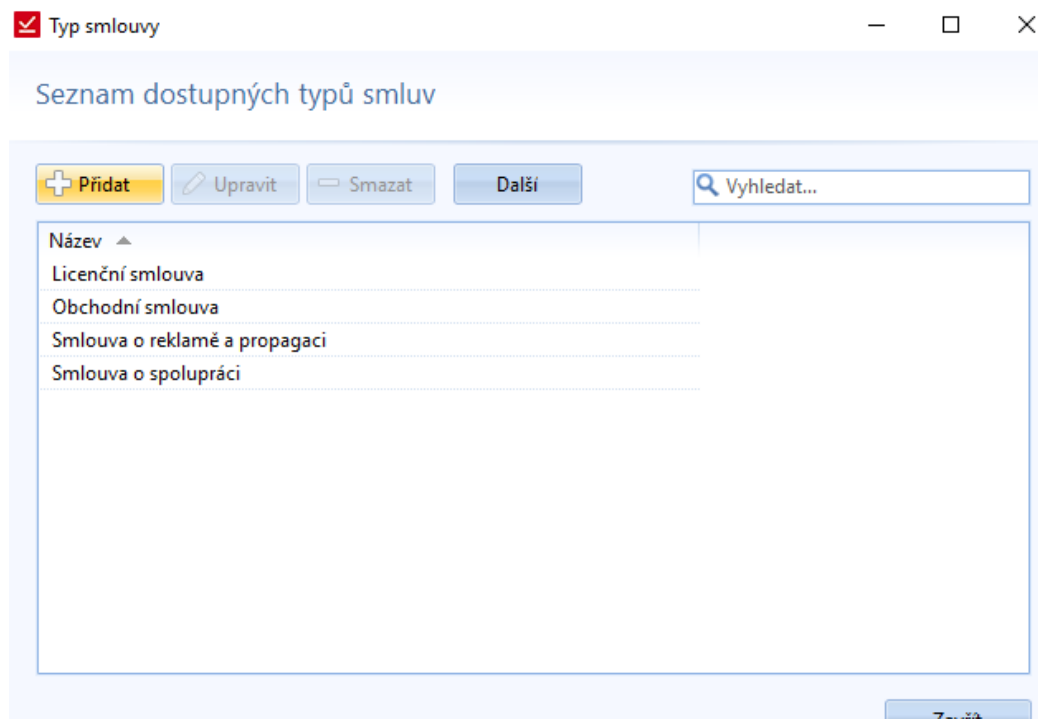 Typ smlouvy
Seznam dostupných typů smluv
Přidat Upravit Smazat Další Vyhledat...
Název
Licenční smlouva
Obchodní smlouva
Smlouva o reklamě a propagaci
Smlouva o spolupráci
Zavřít